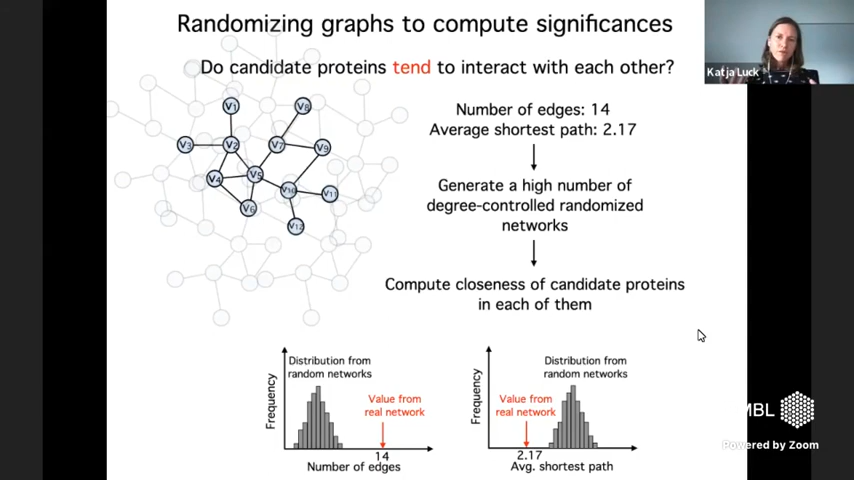 Randomizing graphs to compute significances
Do candidate proteins tend to interact with each other?
Katja Luck
V1
V8
V3
V2
V7
V9
V4
V5
V10
V11
V6
V12
Number of edges: 14
Average shortest path: 2.17
Generate a high number of
degree-controlled randomized
networks
Compute closeness of candidate proteins
in each of them
Frequency
Distribution from
random networks
Value from
real network
14
Number of edges
Frequency
Distribution from
random networks
Value from
real network
2.17
Avg. shortest path
MBL
Powered by Zoom